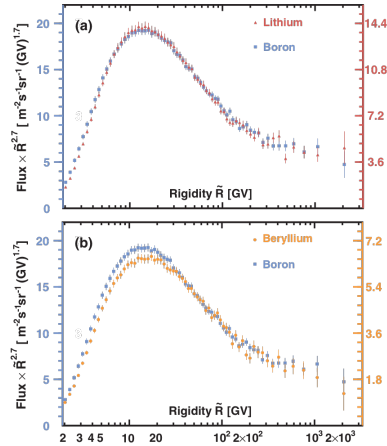 (a)
Lithium
Boron
20
15
10
5
0
14.4
10.8
7.2
3.6
Flux × R̃^2.7 [ m^-2s^-1sr^-1 (GV)^1.7]
Rigidity R̃ [GV]
(b)
Beryllium
Boron
20
15
10
5
0
7.2
5.4
3.6
1.8
Flux × R̃^2.7 [ m^-2s^-1sr^-1 (GV)^1.7]
Rigidity R̃ [GV]
2 3 4 5 10 20 10^2 2×10^2 10^3 2×10^3